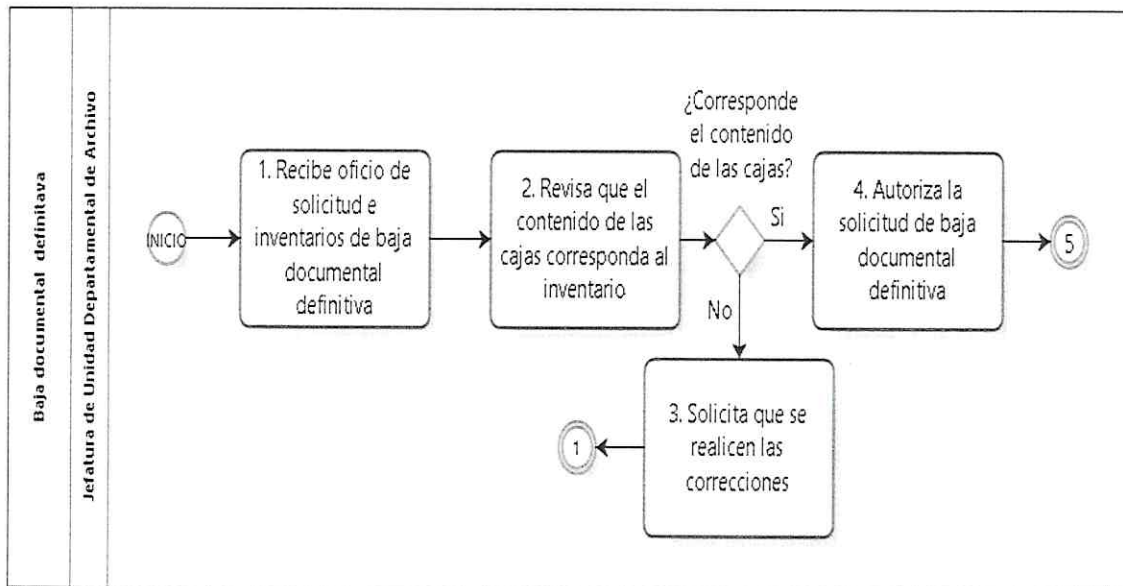 Baja documental definitava
Jefatura de Unidad Departamental de Archivo
INICIO
1. Recibe oficio de
solicitud e
inventarios de baja
documental
definitiva
2. Revisa que el
contenido de las
cajas corresponda al
inventario
¿Corresponde
el contenido
de las cajas?
Si
No
4. Autoriza la
solicitud de baja
documental
definitiva
5
3. Solicita que se
realicen las
correcciones
1